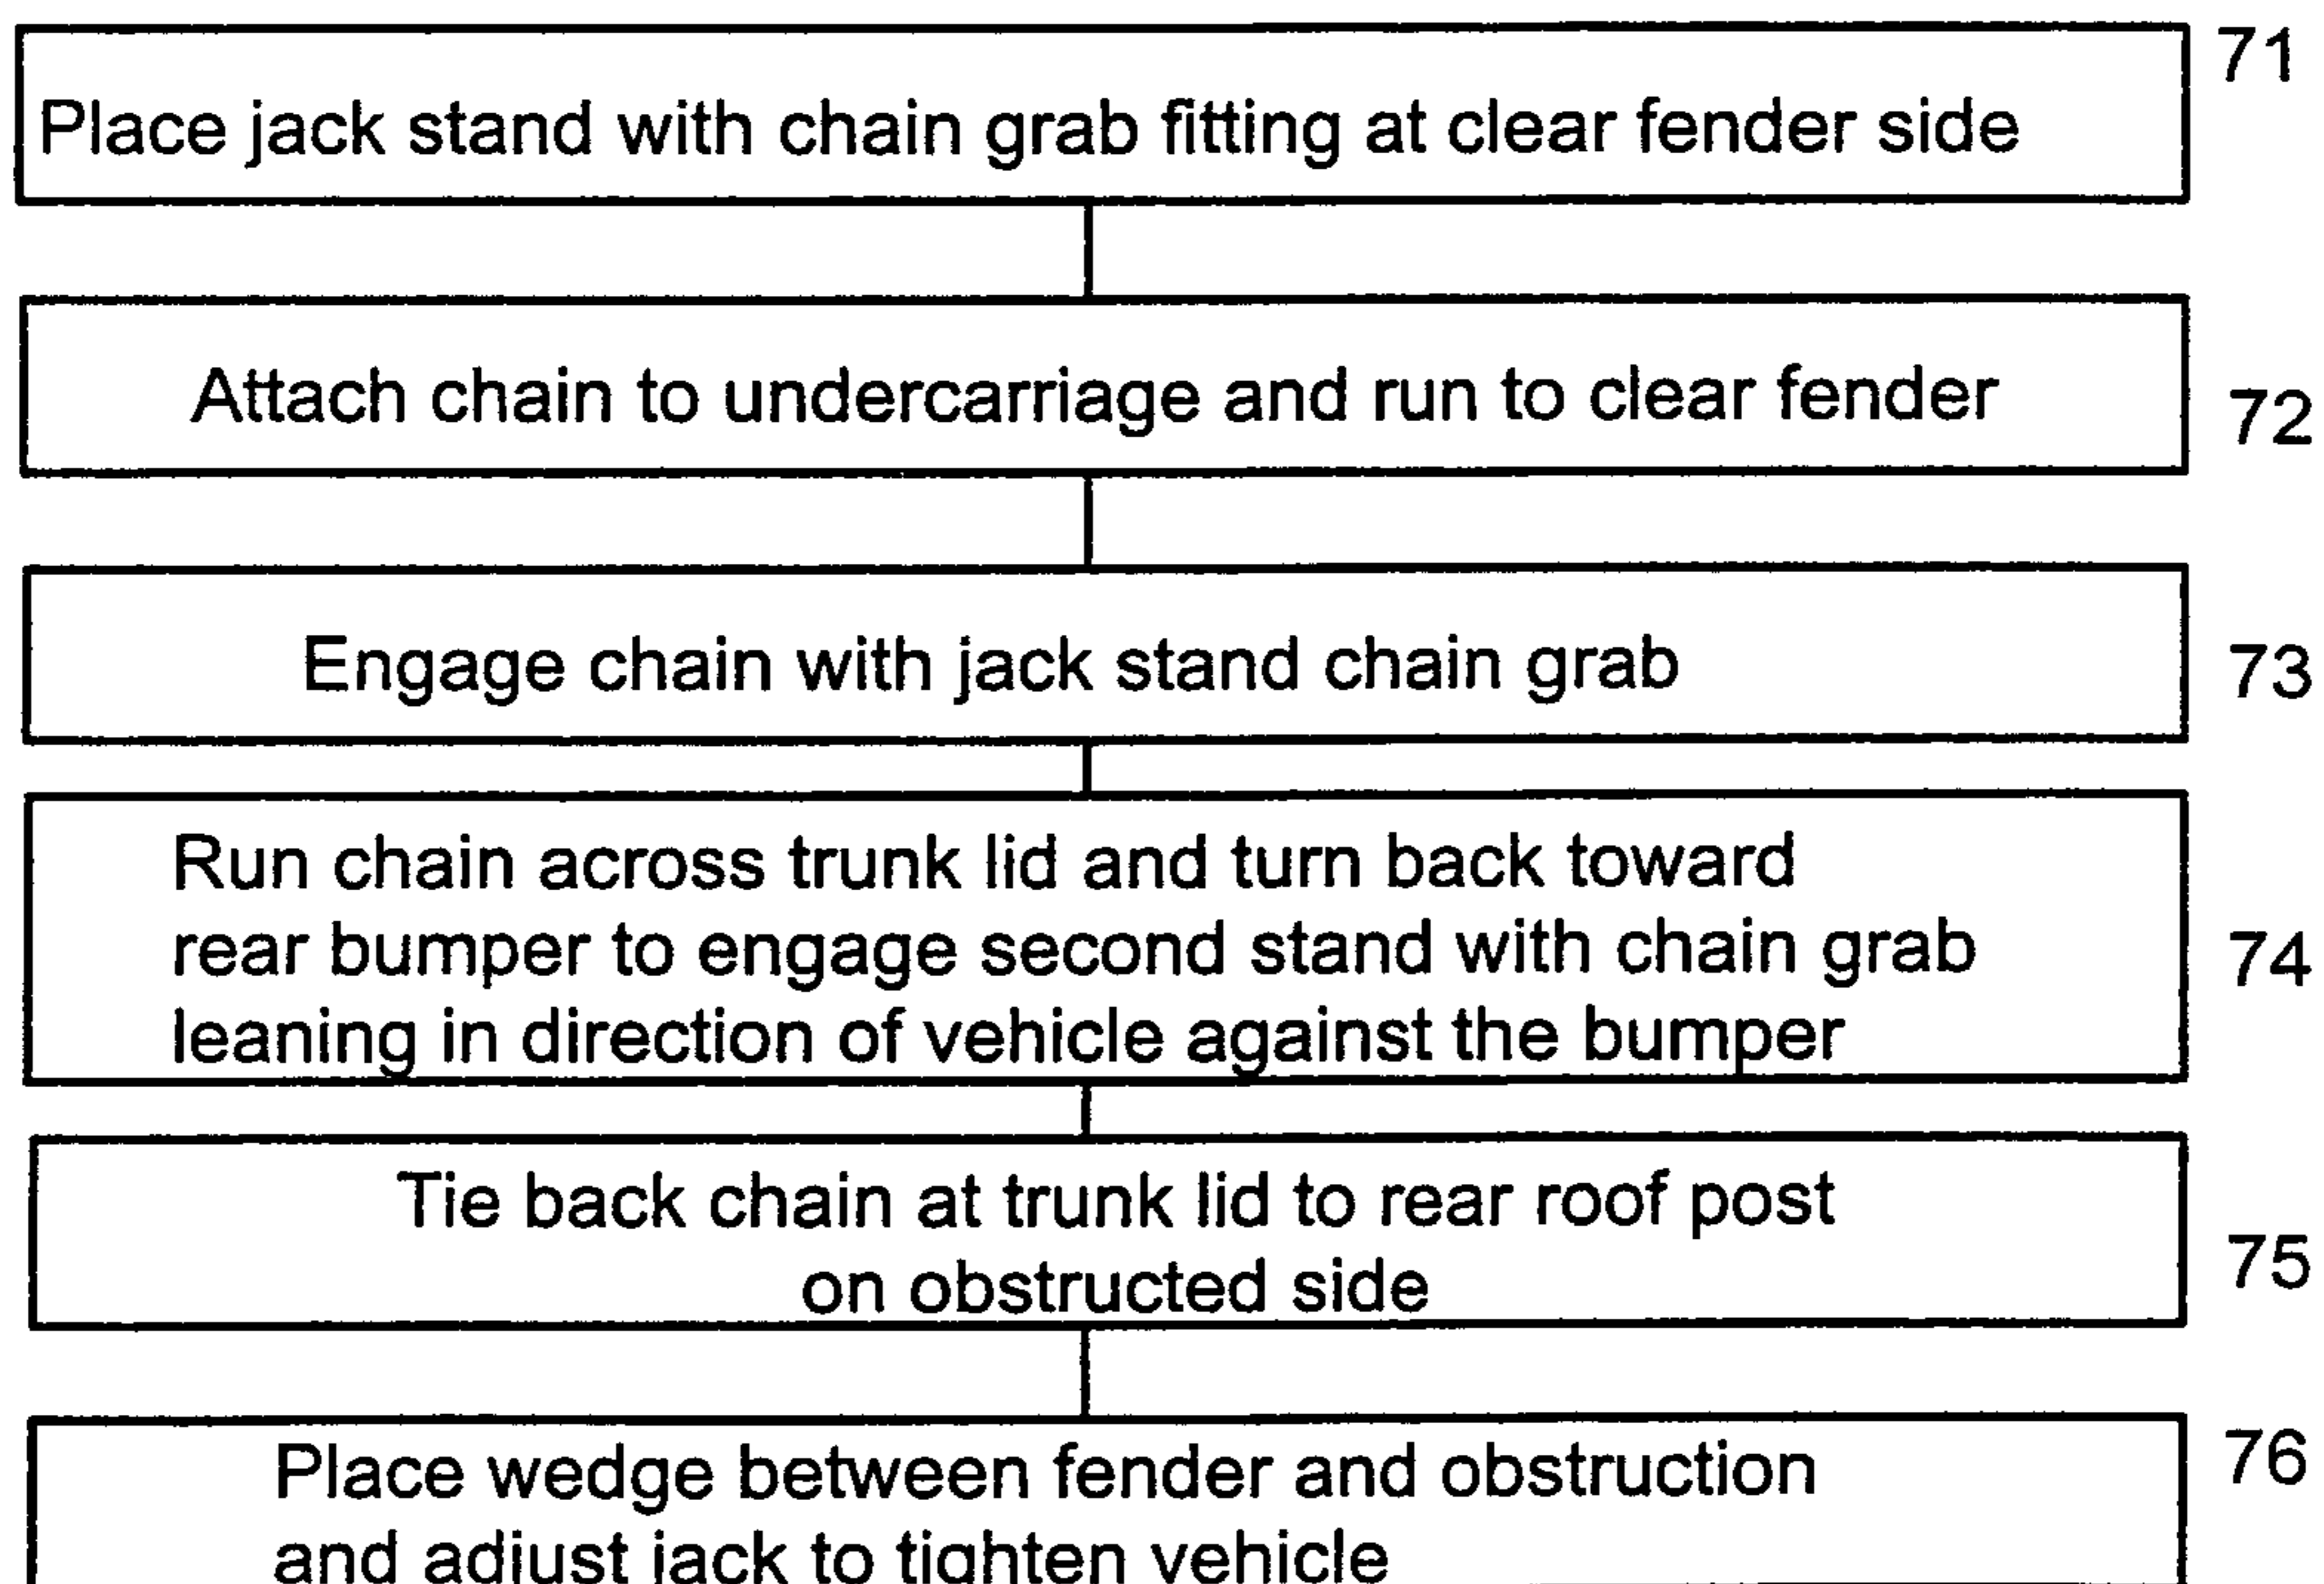 71
Place jack stand with chain grab fitting at clear fender side
Attach chain to undercarriage and run to clear fender
72
Engage chain with jack stand chain grab
73
Run chain across trunk lid and turn back toward
rear bumper to engage second stand with chain grab
74
leaning in direction of vehicle against the bumper
Tie back chain at trunk lid to rear roof post
on obstructed side
75
76
Place wedge between fender and obstruction
and adjust jack to tighten vehicle